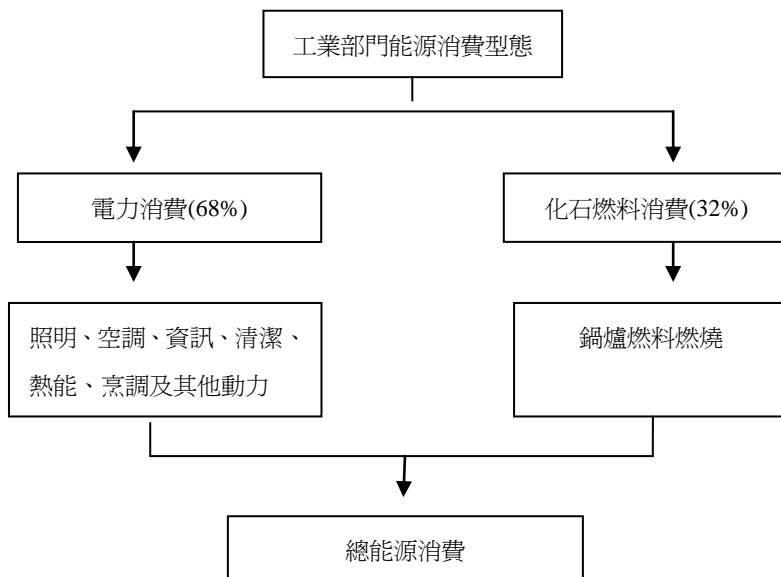 工業部門能源消費型態
電力消費(68%)
化石燃料消費(32%)
照明、空調、資訊、清潔、
熱能、烹調及其他動力
鍋爐燃料燃燒
總能源消費